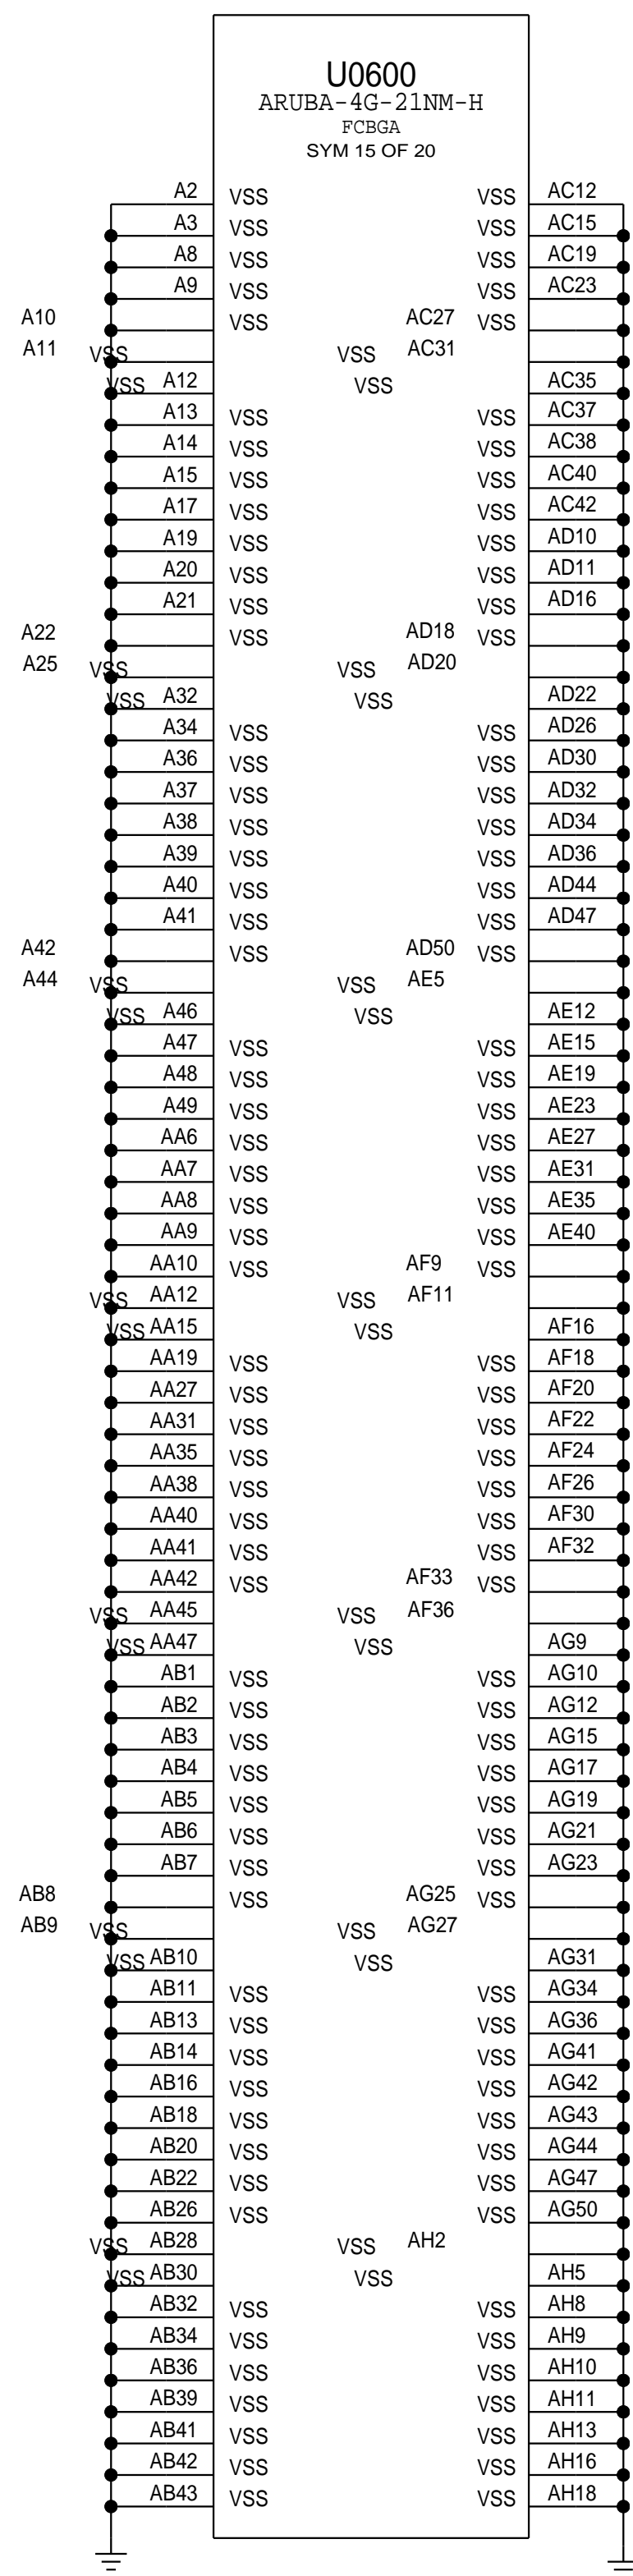 U0600
ARUBA-4G-21NM-H
FCBGA
SYM 15 OF 20
A2 VSS VSS AC12
A3 VSS VSS AC15
A8 VSS VSS AC19
A9 VSS VSS AC23
A10 VSS AC27 VSS
A11 VSS VSS AC31
VSS A12 VSS AC35
A13 VSS VSS AC37
A14 VSS VSS AC38
A15 VSS VSS AC40
A17 VSS VSS AC42
A19 VSS VSS AD10
A20 VSS VSS AD11
A21 VSS VSS AD16
A22 VSS AD18 VSS
A25 VSS VSS AD20
VSS A32 VSS AD22
A34 VSS VSS AD26
A36 VSS VSS AD30
A37 VSS VSS AD32
A38 VSS VSS AD34
A39 VSS VSS AD36
A40 VSS VSS AD44
A41 VSS VSS AD47
A42 VSS AD50 VSS
A44 VSS VSS AE5
VSS A46 VSS AE12
A47 VSS VSS AE15
A48 VSS VSS AE19
A49 VSS VSS AE23
AA6 VSS VSS AE27
AA7 VSS VSS AE31
AA8 VSS VSS AE35
AA9 VSS VSS AE40
AA10 VSS AF9 VSS
VSS AA12 VSS AF11
VSS AA15 VSS AF16
AA19 VSS VSS AF18
AA27 VSS VSS AF20
AA31 VSS VSS AF22
AA35 VSS VSS AF24
AA38 VSS VSS AF26
AA40 VSS VSS AF30
AA41 VSS VSS AF32
AA42 VSS AF33 VSS
VSS AA45 VSS AF36
VSS AA47 VSS AG9
AB1 VSS VSS AG10
AB2 VSS VSS AG12
AB3 VSS VSS AG15
AB4 VSS VSS AG17
AB5 VSS VSS AG19
AB6 VSS VSS AG21
AB7 VSS VSS AG23
AB8 VSS AG25 VSS
AB9 VSS VSS AG27
VSS AB10 VSS AG31
AB11 VSS VSS AG34
AB13 VSS VSS AG36
AB14 VSS VSS AG41
AB16 VSS VSS AG42
AB18 VSS VSS AG43
AB20 VSS VSS AG44
AB22 VSS VSS AG47
AB26 VSS VSS AG50
VSS AB28 VSS AH2
VSS AB30 VSS AH5
AB32 VSS VSS AH8
AB34 VSS VSS AH9
AB36 VSS VSS AH10
AB39 VSS VSS AH11
AB41 VSS VSS AH13
AB42 VSS VSS AH16
AB43 VSS VSS AH18